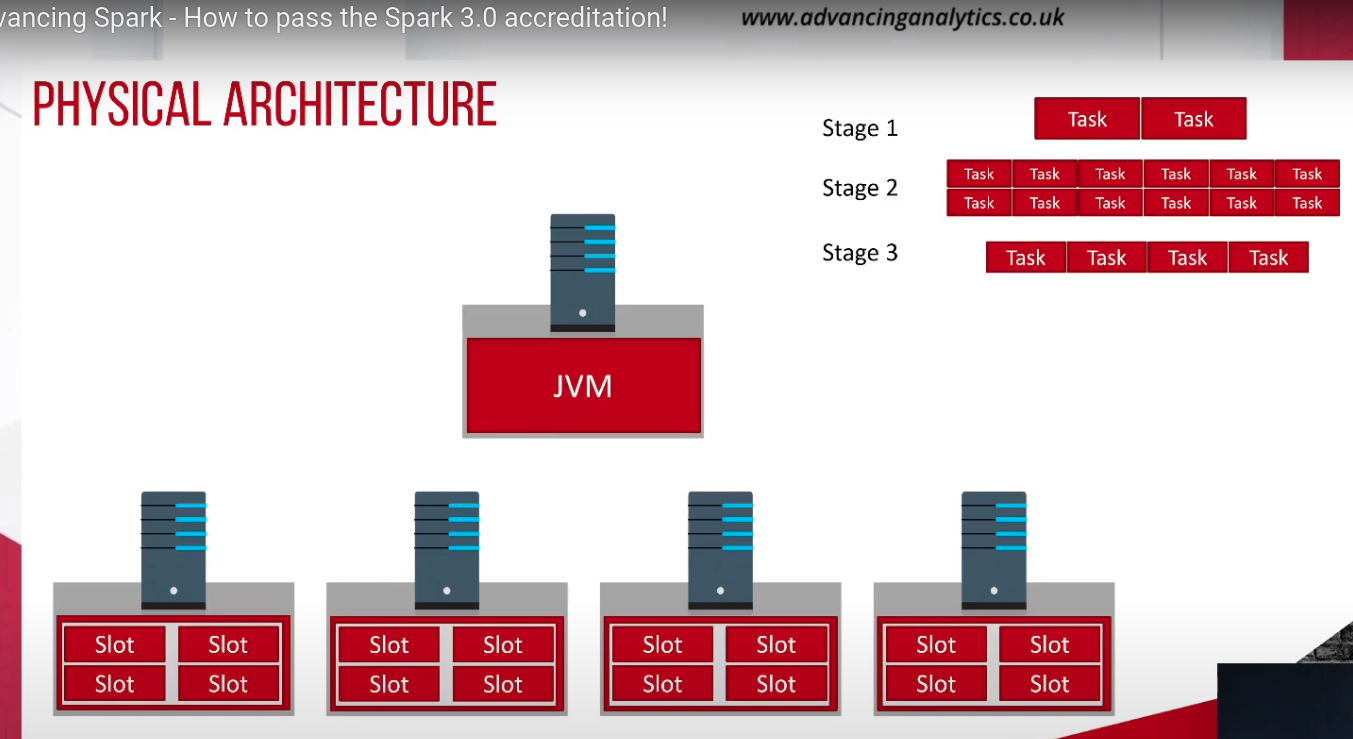 vancing Spark - How to pass the Spark 3.0 accreditation!
www.advancinganalytics.co.uk
PHYSICAL ARCHITECTURE
Stage 1
Task Task
Stage 2
Task Task Task Task Task Task
Task Task Task Task Task Task
Stage 3
Task Task Task Task
JVM
Slot Slot Slot Slot Slot Slot Slot Slot
Slot Slot Slot Slot Slot Slot Slot Slot